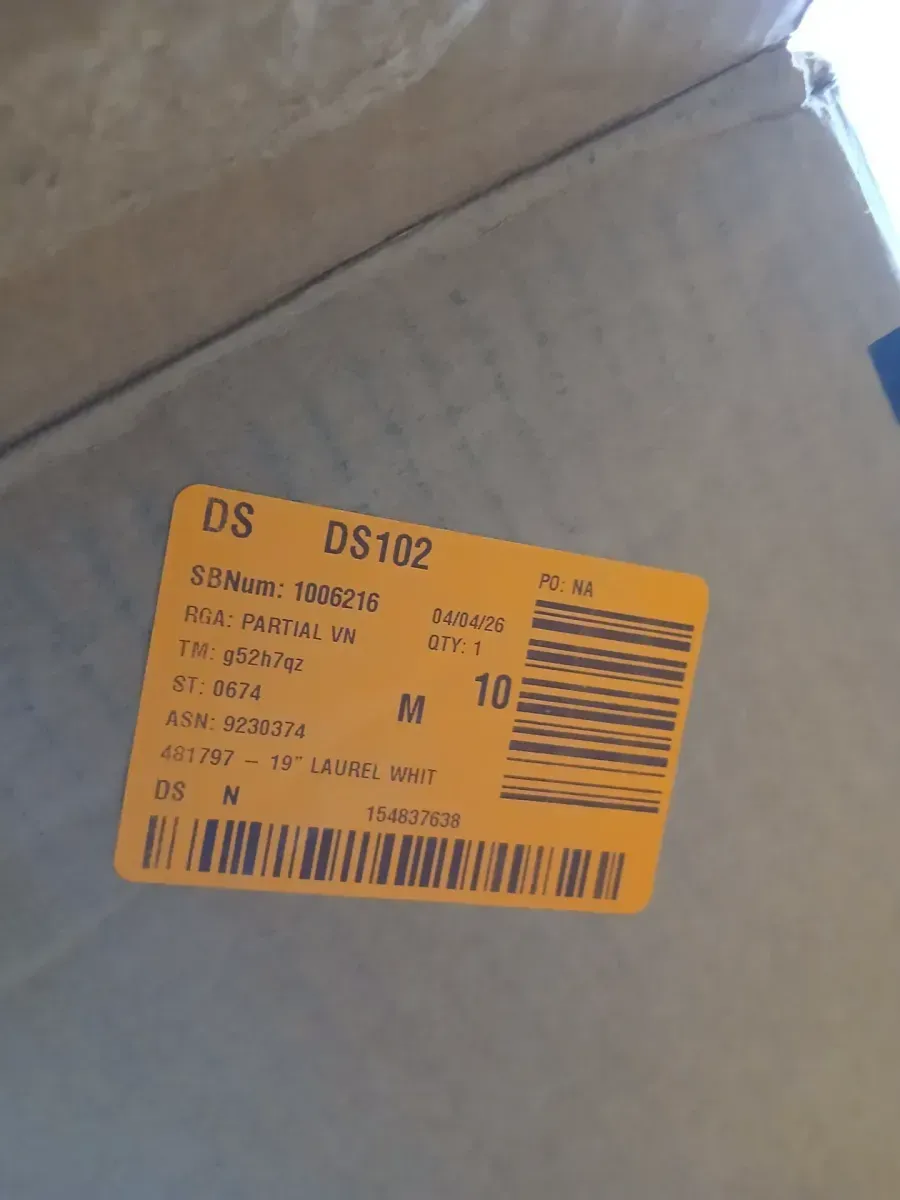 DS DS102
SBNum: 1006216
PO: NA
RGA: PARTIAL VN
04/04/26
TM: g52h7qz
QTY: 1
ST: 0674
M 10
ASN: 9230374
481797 – 19” LAUREL WHIT
DS N
154837638